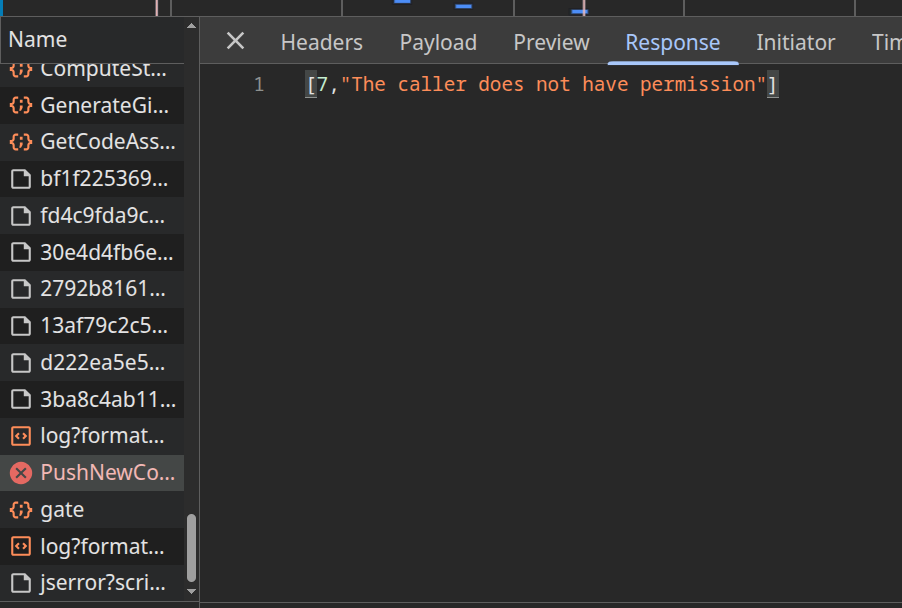 Name
Headers Payload Preview Response Initiator Tim
ComputeSt...
GenerateGi...
GetCodeAss...
bf1f225369...
fd4c9fda9c...
30e4d4fb6e...
2792b8161...
13af79c2c5...
d222ea5e5...
3ba8c4ab11...
log?format...
PushNewCo...
gate
log?format...
jserror?scri...
1 [7,"The caller does not have permission"]